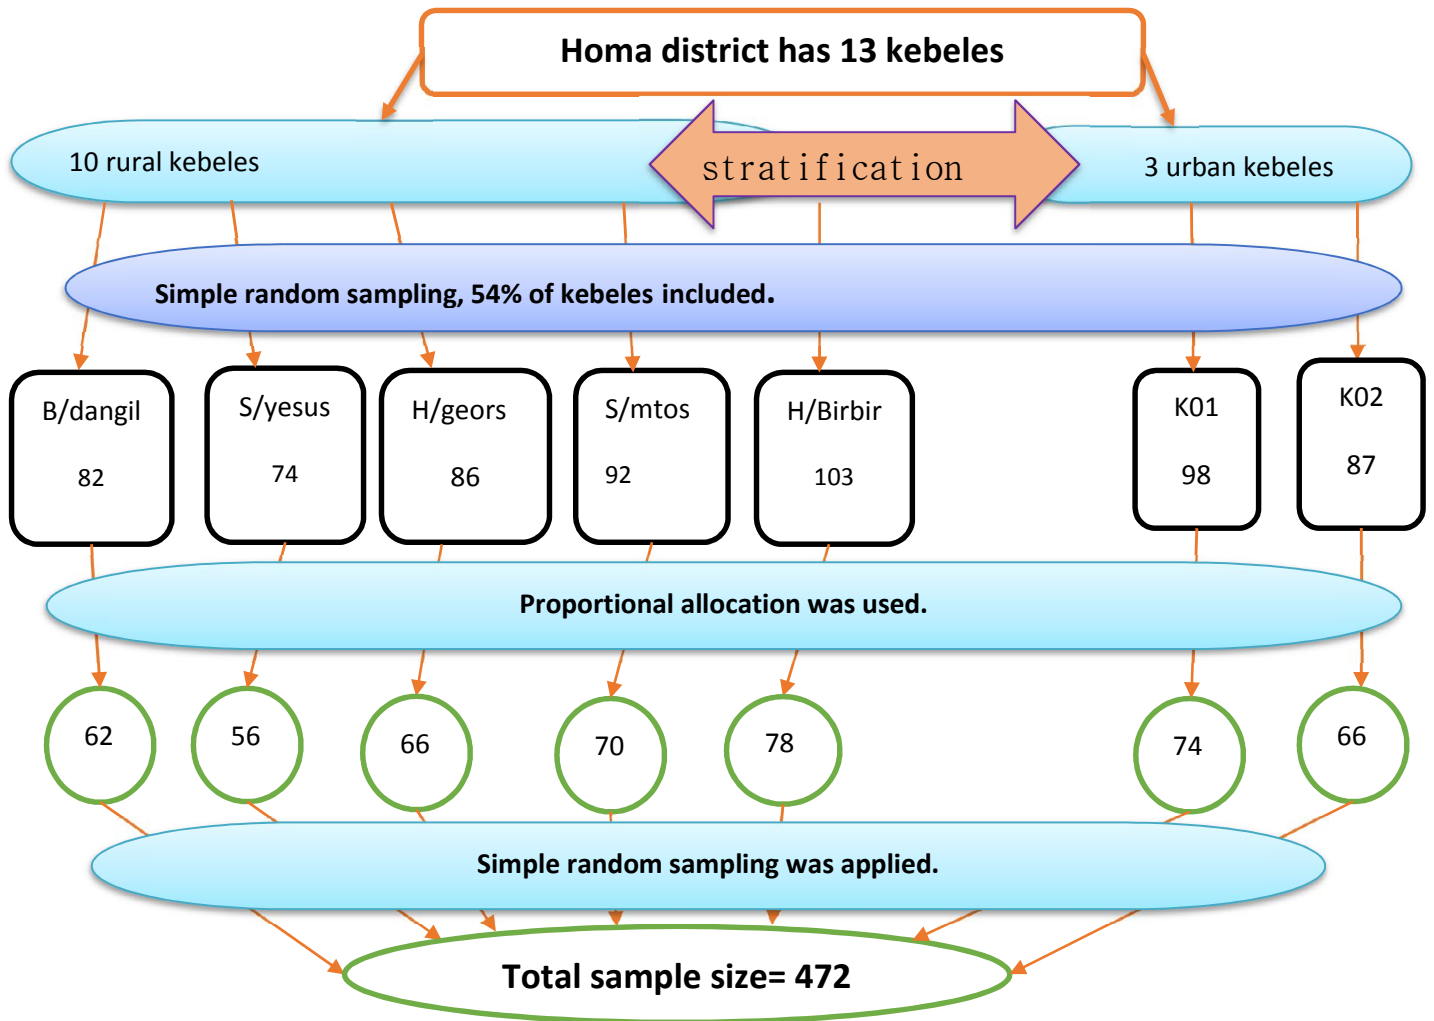 Homa district has 13 kebeles
10 rural kebeles
stratification
3 urban kebeles
Simple random sampling, 54% of kebeles included.
B/dangil
82
S/yesus
74
H/geors
86
S/mtos
92
H/Birbir
103
K01
98
K02
87
Proportional allocation was used.
62
56
66
70
78
74
66
Simple random sampling was applied.
Total sample size= 472